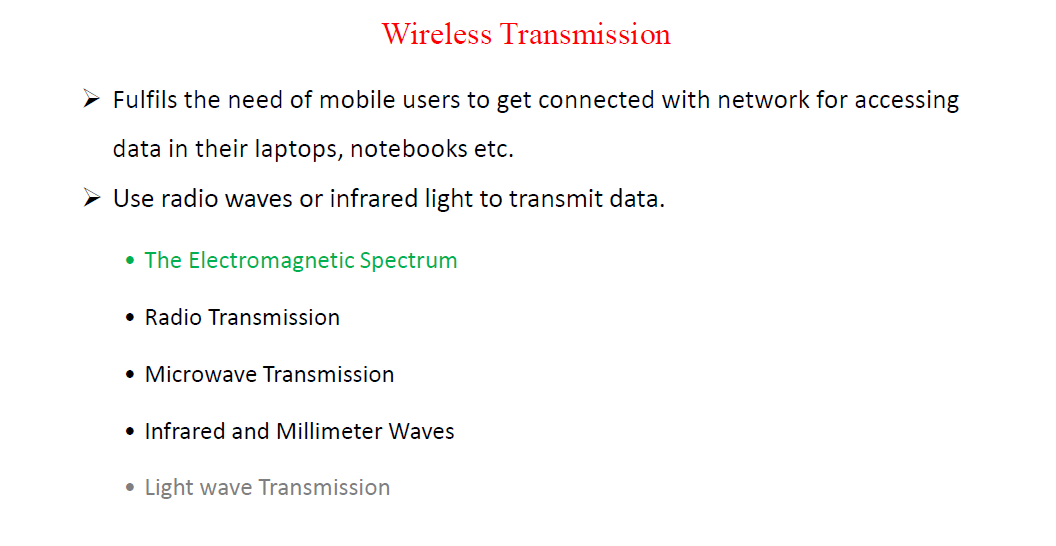 Wireless Transmission
➢ Fulfils the need of mobile users to get connected with network for accessing
data in their laptops, notebooks etc.
➢ Use radio waves or infrared light to transmit data.
• The Electromagnetic Spectrum
• Radio Transmission
• Microwave Transmission
• Infrared and Millimeter Waves
• Light wave Transmission